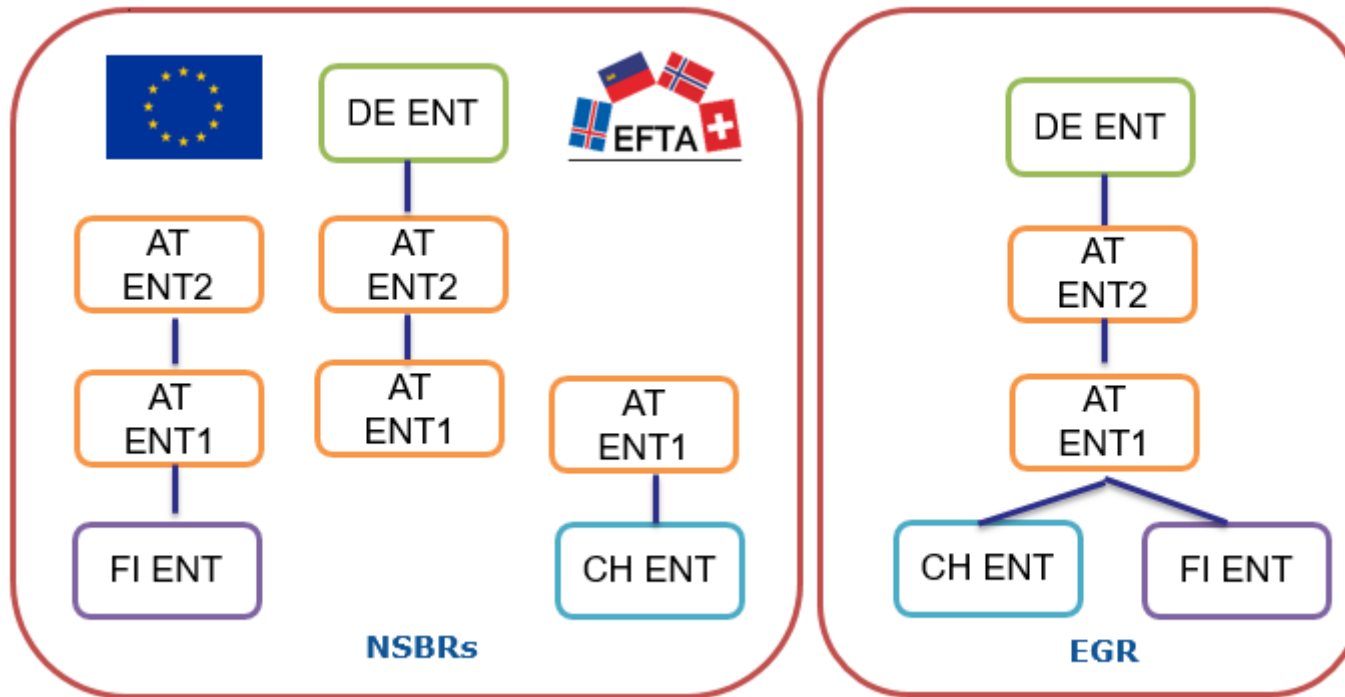 DE ENT
EFTA
AT
ENT2
AT
ENT2
AT
ENT1
AT
ENT1
AT
ENT1
FI ENT
CH ENT
NSBRs
DE ENT
AT
ENT2
AT
ENT1
CH ENT
FI ENT
EGR